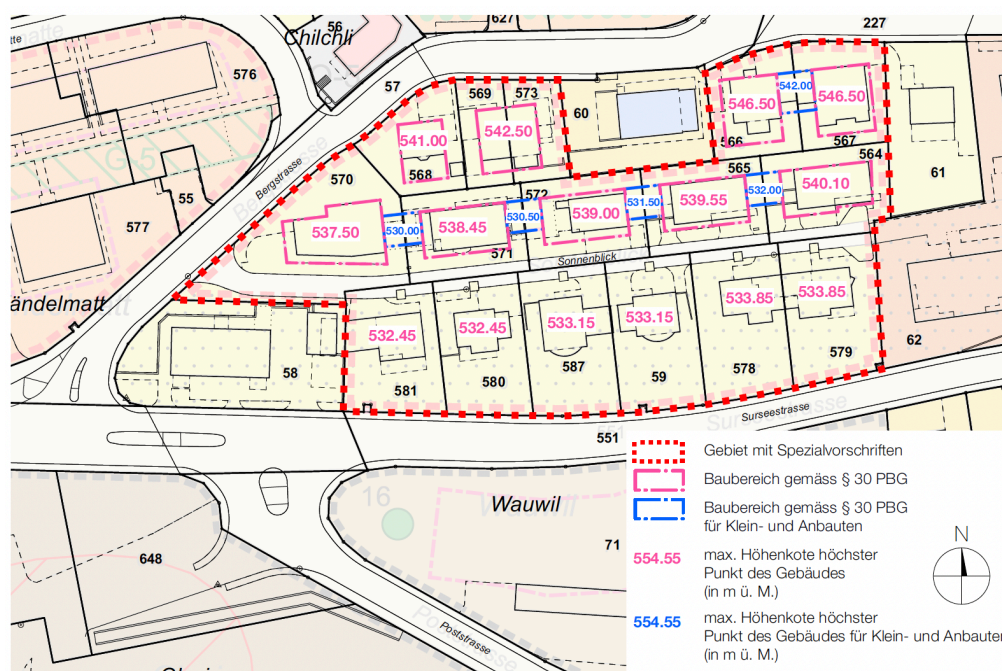 56
627
227
Chilchli
576
57
569
573
60
546.50
542.00
546.50
566
567
541.00
542.50
568
G-5
570
Bergstrasse
565
564
61
55
577
572
540.10
532.00
539.55
531.50
539.00
530.50
538.45
530.00
537.50
571
Sonnenblick
ändelmatt
533.85
533.85
533.15
533.15
532.45
532.45
58
581
580
587
59
578
579
62
Surseestrasse
551
16
Wauwil
71
648
Poststrasse
Gebiet mit Spezialvorschriften
Baubereich gemäss § 30 PBG
Baubereich gemäss § 30 PBG
für Klein- und Anbauten
554.55 max. Höhenkote höchster
Punkt des Gebäudes
(in m ü. M.)
554.55 max. Höhenkote höchster
Punkt des Gebäudes für Klein- und Anbauten
(in m ü. M.)
N